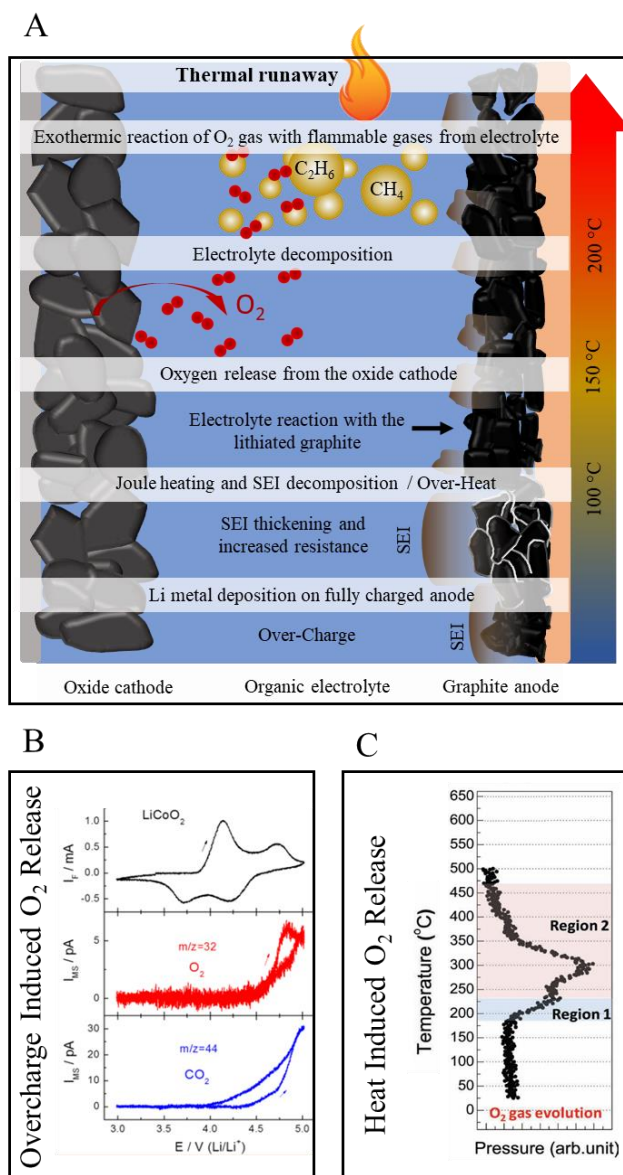 A
Thermal runaway
Exothermic reaction of O₂ gas with flammable gases from electrolyte
C₂H₆
CH₄
Electrolyte decomposition
O₂
Oxygen release from the oxide cathode
Electrolyte reaction with the
lithiated graphite
Joule heating and SEI decomposition / Over-Heat
SEI thickening and
increased resistance
SEI
Li metal deposition on fully charged anode
Over-Charge
SEI
200 °C
150 °C
100 °C
Oxide cathode
Organic electrolyte
Graphite anode
B
Overcharge Induced O₂ Release
LiCoO₂
I_F / mA
1.0
0.5
0.0
-0.5
m/z=32
O₂
I_MS / pA
5
0
m/z=44
CO₂
I_MS / pA
30
20
10
0
3.0 3.5 4.0 4.5 5.0
E / V (Li/Li⁺)
C
Heat Induced O₂ Release
Temperature (°C)
650
600
550
500
450
400
350
300
250
200
150
100
50
0
Region 2
Region 1
O₂ gas evolution
Pressure (arb.unit)